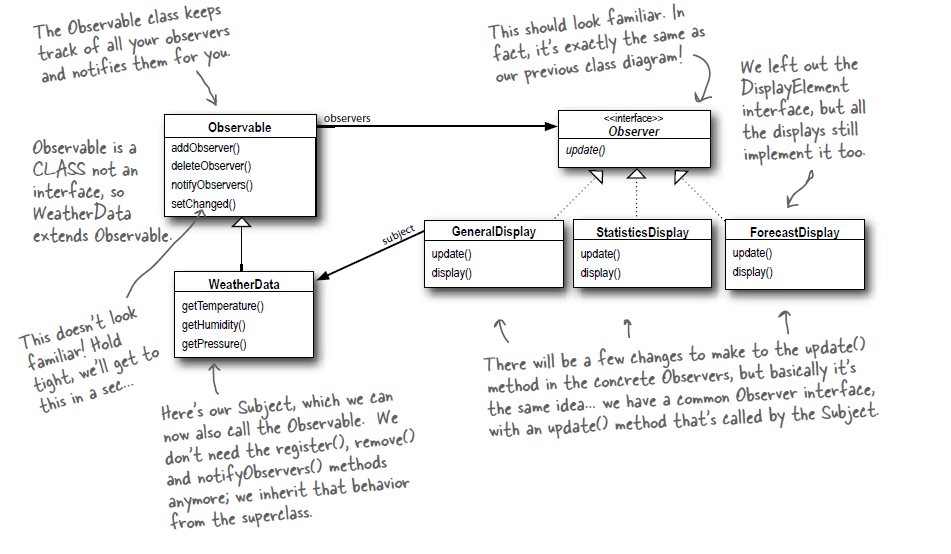 The Observable class keeps
track of all your observers
and notifies them for you.
This should look familiar. In
fact, it's exactly the same as
our previous class diagram!
We left out the
DisplayElement
interface, but all
the displays still
implement it too.
Observable is a
CLASS not an
interface, so
WeatherData
extends Observable.
Observable
addObserver()
deleteObserver()
notifyObservers()
setChanged()
observers
<<interface>>
Observer
update()
subject
GeneralDisplay
update()
display()
StatisticsDisplay
update()
display()
ForecastDisplay
update()
display()
WeatherData
getTemperature()
getHumidity()
getPressure()
This doesn't look
familiar! Hold
tight, we'll get to
this in a sec...
Here's our Subject, which we can
now also call the Observable. We
don't need the register(), remove()
and notifyObservers() methods
anymore; we inherit that behavior
from the superclass.
There will be a few changes to make to the update()
method in the concrete Observers, but basically it's
the same idea... we have a common Observer interface,
with an update() method that's called by the Subject.